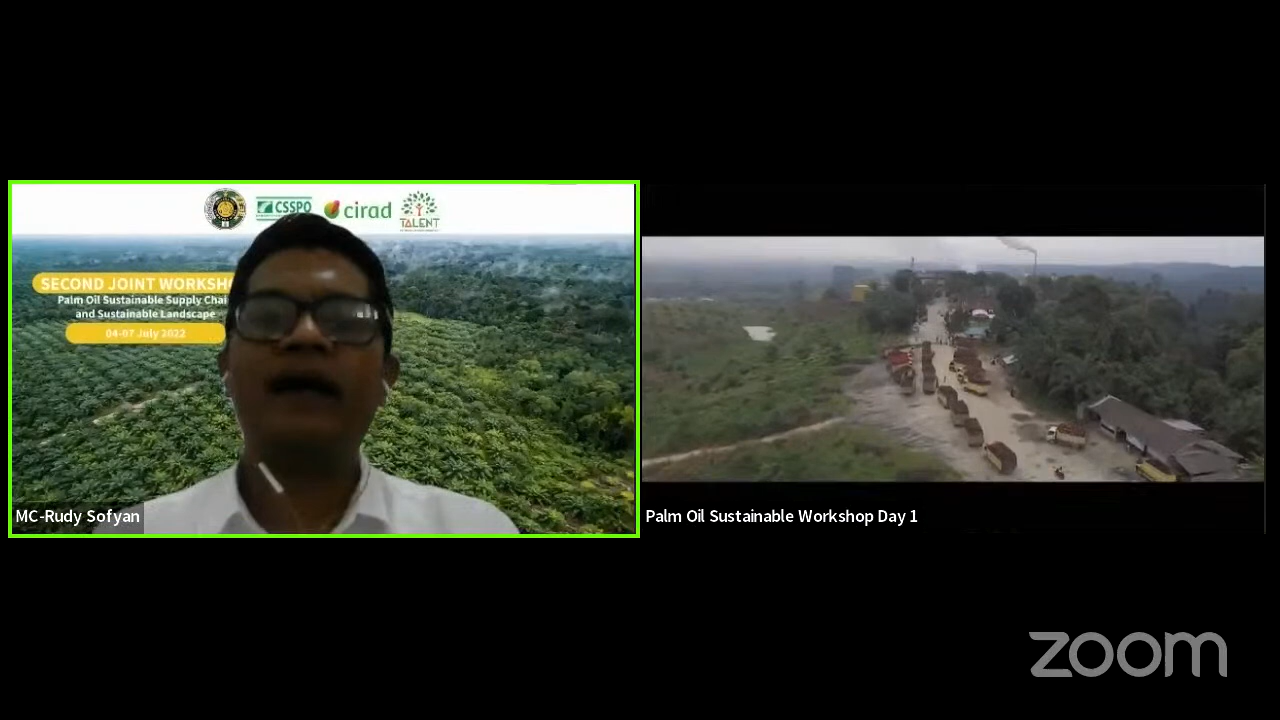 CSSPO
cirad
TALENT
SECOND JOINT WORKSHO
Palm Oil Sustainable Supply Chai
and Sustainable Landscape
04-07 July 2022
MC-Rudy Sofyan
Palm Oil Sustainable Workshop Day 1
zoom